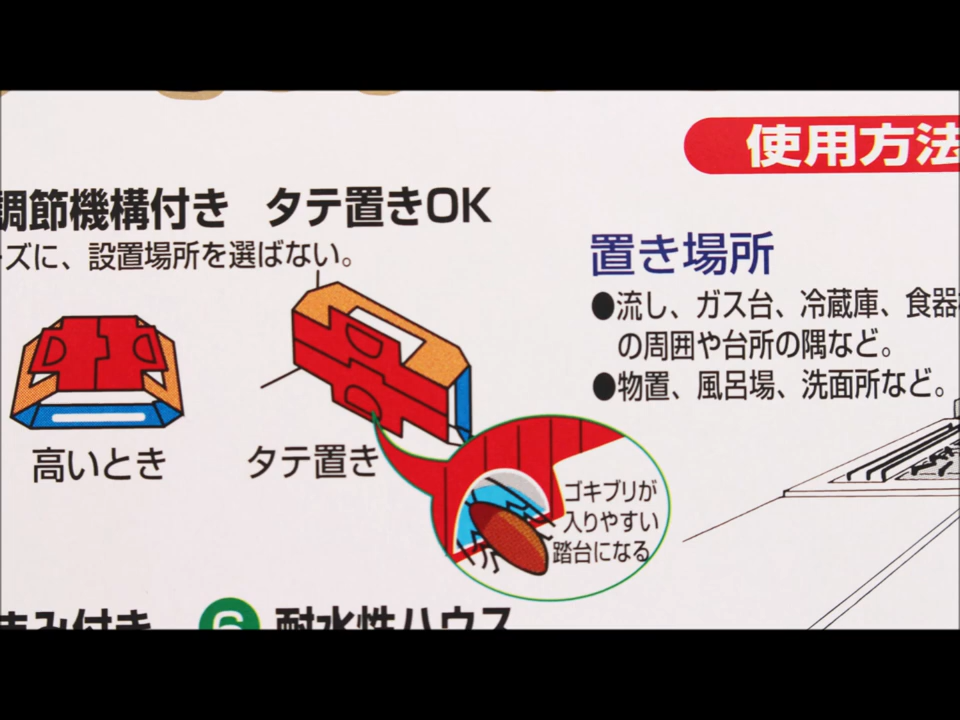 調節機構付き タテ置きOK
ーズに、設置場所を選ばない。
高いとき
タテ置き
ゴキブリが
入りやすい
踏台になる
6 耐水性ハウス
使用方法
置き場所
●流し、ガス台、冷蔵庫、食器
の周囲や台所の隅など。
●物置、風呂場、洗面所など。